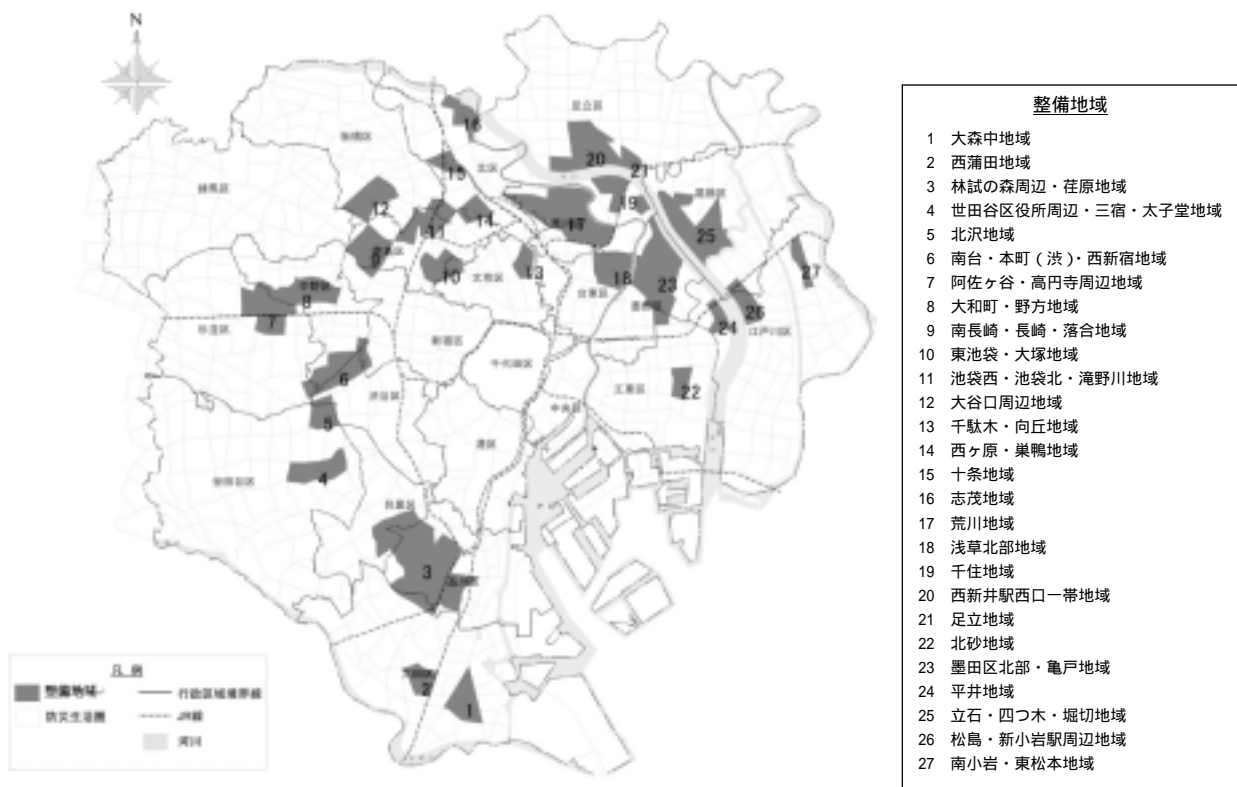 N
足立区
板橋区
北区
練馬区
葛飾区
豊島区
文京区
台東区
墨田区
中野区
杉並区
新宿区
千代田区
江戸川区
渋谷区
江東区
中央区
港区
世田谷区
目黒区
品川区
大田区
16
20
21
15
19
12
14
17
25
11
9
10
13
18
23
27
8
7
26
24
6
22
5
4
3
2
1
凡例
整備地域
行政区域境界線
防災生活圏
JR線
河川
整備地域
1 大森中地域
2 西蒲田地域
3 林試の森周辺・荏原地域
4 世田谷区役所周辺・三宿・太子堂地域
5 北沢地域
6 南台・本町（渋）・西新宿地域
7 阿佐ヶ谷・高円寺周辺地域
8 大和町・野方地域
9 南長崎・長崎・落合地域
10 東池袋・大塚地域
11 池袋西・池袋北・滝野川地域
12 大谷口周辺地域
13 千駄木・向丘地域
14 西ヶ原・巣鴨地域
15 十条地域
16 志茂地域
17 荒川地域
18 浅草北部地域
19 千住地域
20 西新井駅西口一帯地域
21 足立地域
22 北砂地域
23 墨田区北部・亀戸地域
24 平井地域
25 立石・四つ木・堀切地域
26 松島・新小岩駅周辺地域
27 南小岩・東松本地域